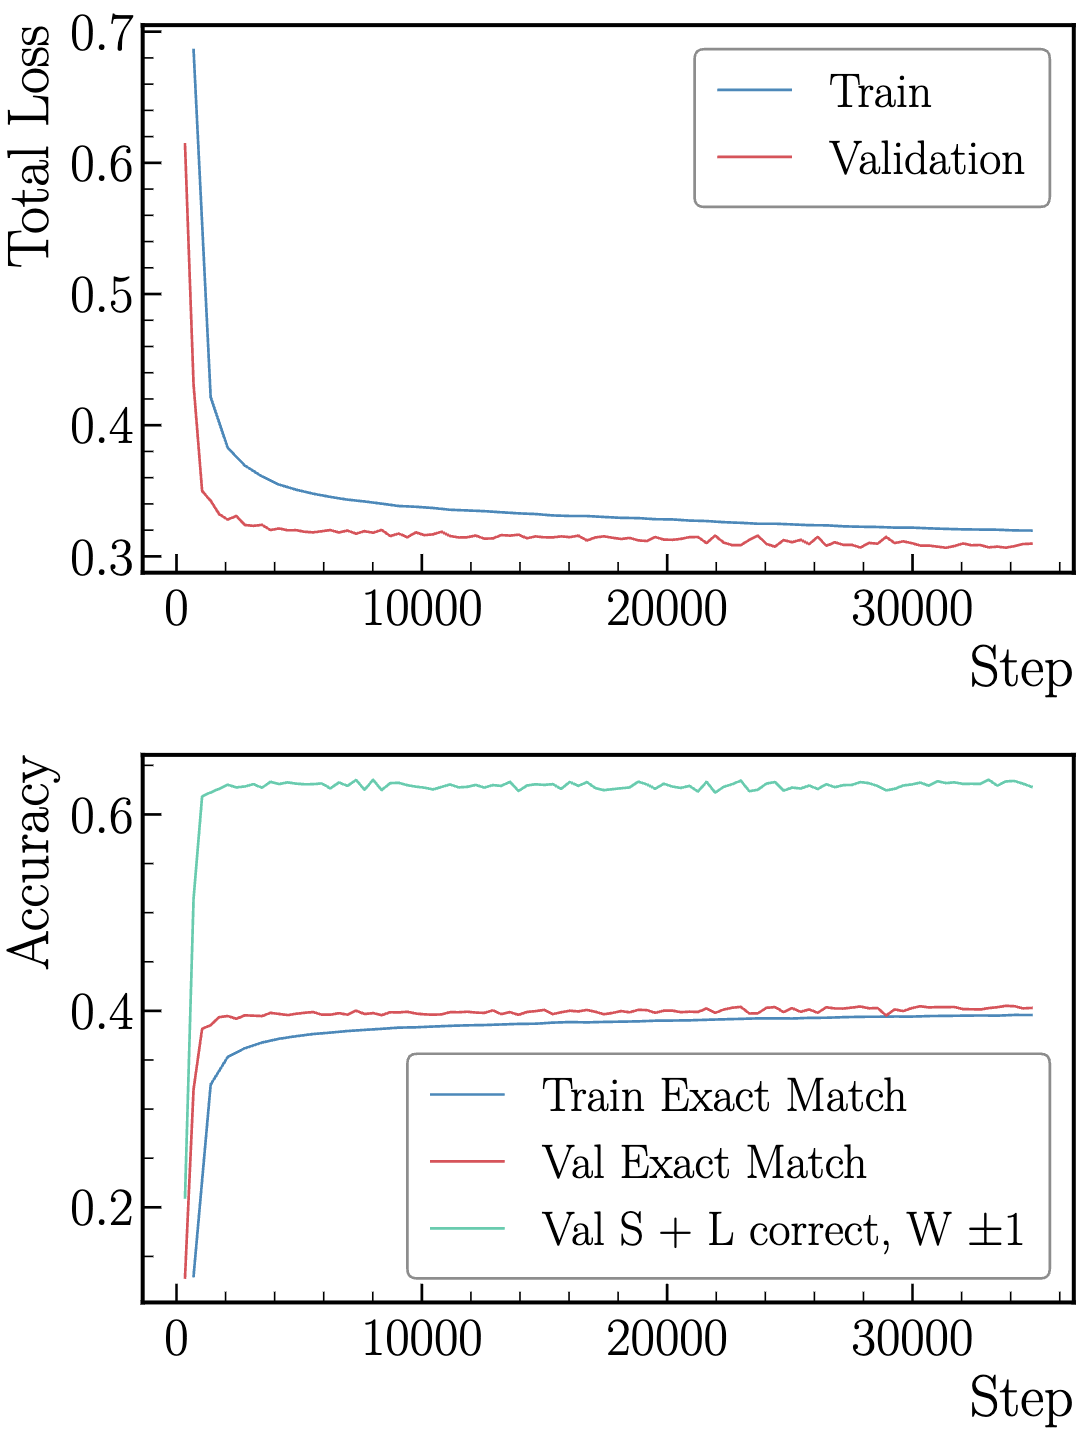 Total Loss
0.7
0.6
0.5
0.4
0.3
Train
Validation
0 10000 20000 30000
Step
Accuracy
0.6
0.4
0.2
Train Exact Match
Val Exact Match
Val S + L correct, W ±1
0 10000 20000 30000
Step